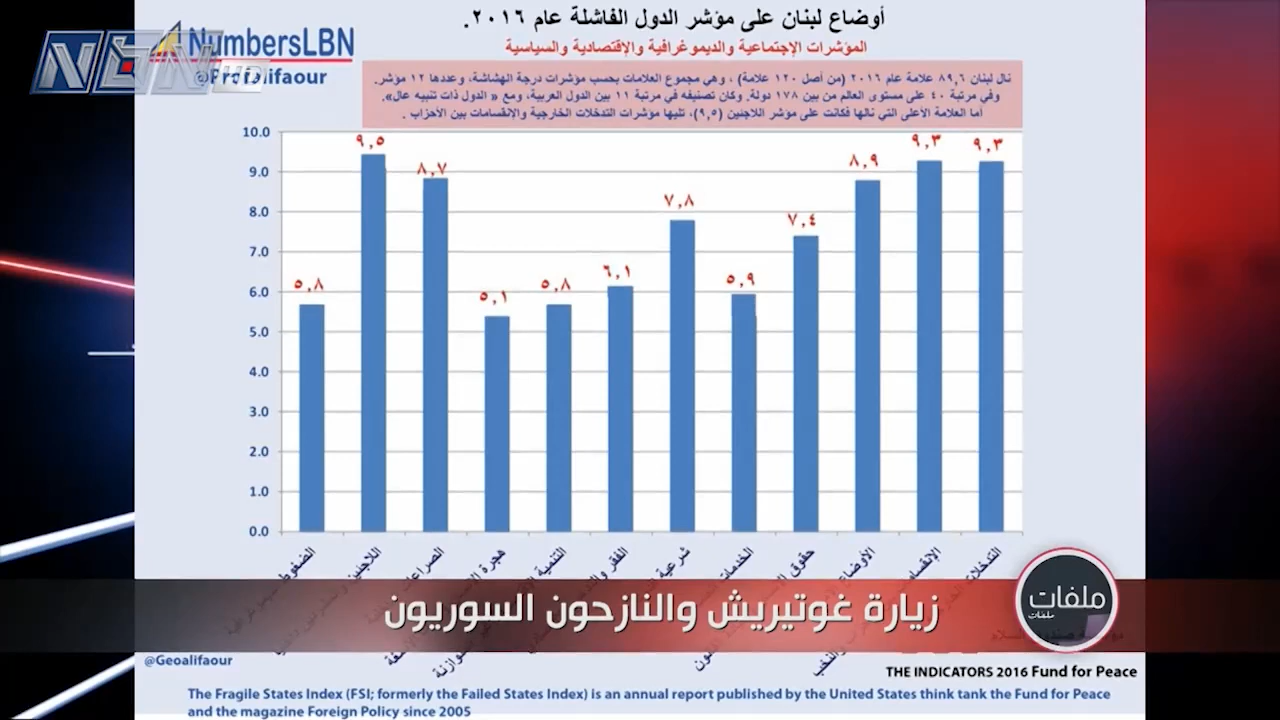 أوضاع لبنان على مؤشر الدول الفاشلة عام ٢٠١٦.
NBN HD
NumbersLBN
@Profalifaour
المؤشرات الإجتماعية والديموغرافية والإقتصادية والسياسية
نال لبنان ٨٩,٦ علامة عام ٢٠١٦ (من أصل ١٢٠ علامة) ، وهي مجموع العلامات بحسب مؤشرات درجة الهشاشة، وعددها ١٢ مؤشر.
وفي مرتبة ٤٠ على مستوى العالم من بين ١٧٨ دولة. وكان تصنيفه في مرتبة ١١ بين الدول العربية، ومع « الدول ذات تنبيه عال».
أما العلامة الأعلى التي نالها فكانت على مؤشر اللاجئين (٩,٥)، تليها مؤشرات التدخلات الخارجية والإنقسامات بين الأحزاب .
10.0
9.0
8.0
7.0
6.0
5.0
4.0
3.0
2.0
1.0
0.0
٥,٨
٩,٥
٨,٧
٥,١
٥,٨
٦,١
٧,٨
٥,٩
٧,٤
٨,٩
٩,٣
٩,٣
الضغوط
اللاجئين
الصراعات
هجرة
التنمية
الفقر
شرعية
الخدمات
حقوق
الأوضاع
التدخلات
ملفات
ملفات
زيارة غوتيريش والنازحون السوريون
@Geoalifaour
THE INDICATORS 2016 Fund for Peace
The Fragile States Index (FSI; formerly the Failed States Index) is an annual report published by the United States think tank the Fund for Peace
and the magazine Foreign Policy since 2005